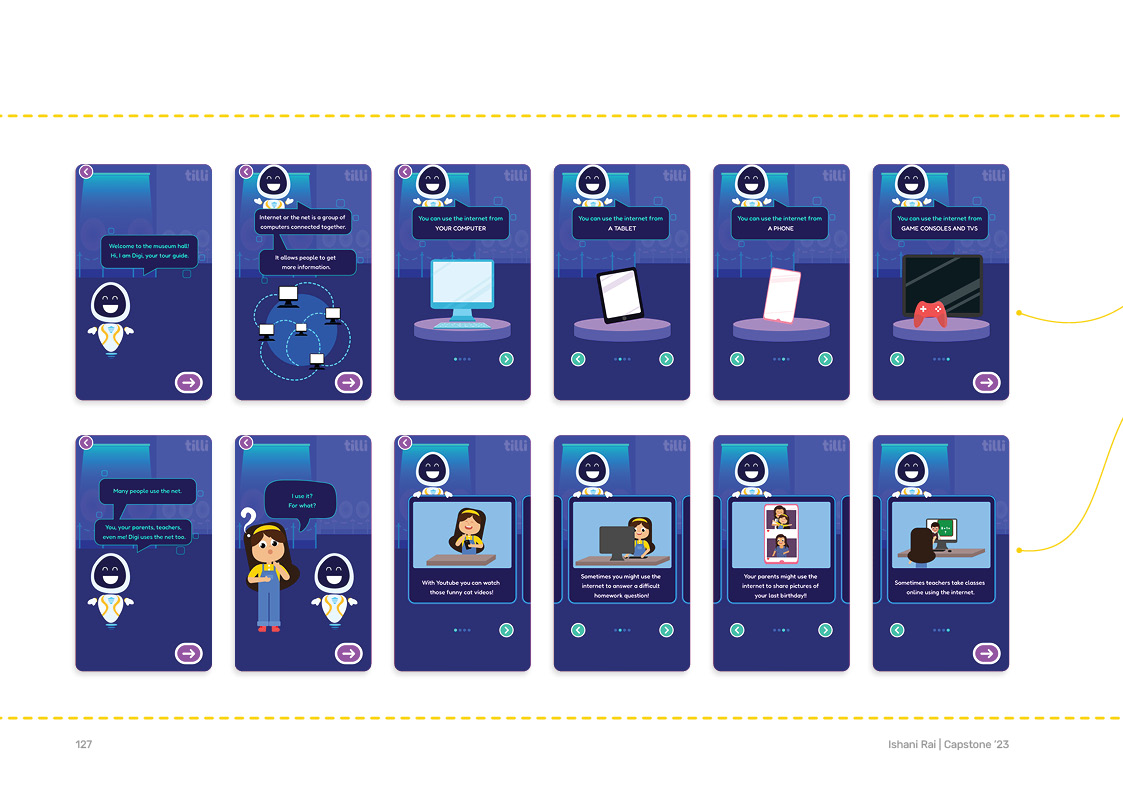 tilli
Welcome to the museum hall!
Hi, I am Digi, your tour guide.
tilli
Internet or the net is a group of
computers connected together.
It allows people to get
more information.
tilli
You can use the internet from
YOUR COMPUTER
tilli
You can use the internet from
A TABLET
tilli
You can use the internet from
A PHONE
tilli
You can use the internet from
GAME CONSOLES AND TVS
tilli
Many people use the net.
You, your parents, teachers,
even me! Digi uses the net too.
tilli
I use it?
For what?
?
tilli
With Youtube you can watch
those funny cat videos!
tilli
Sometimes you might use the
internet to answer a difficult
homework question!
tilli
Your parents might use the
internet to share pictures of
your last birthday!!
tilli
Sometimes teachers take classes
online using the internet.
127
Ishani Rai | Capstone '23